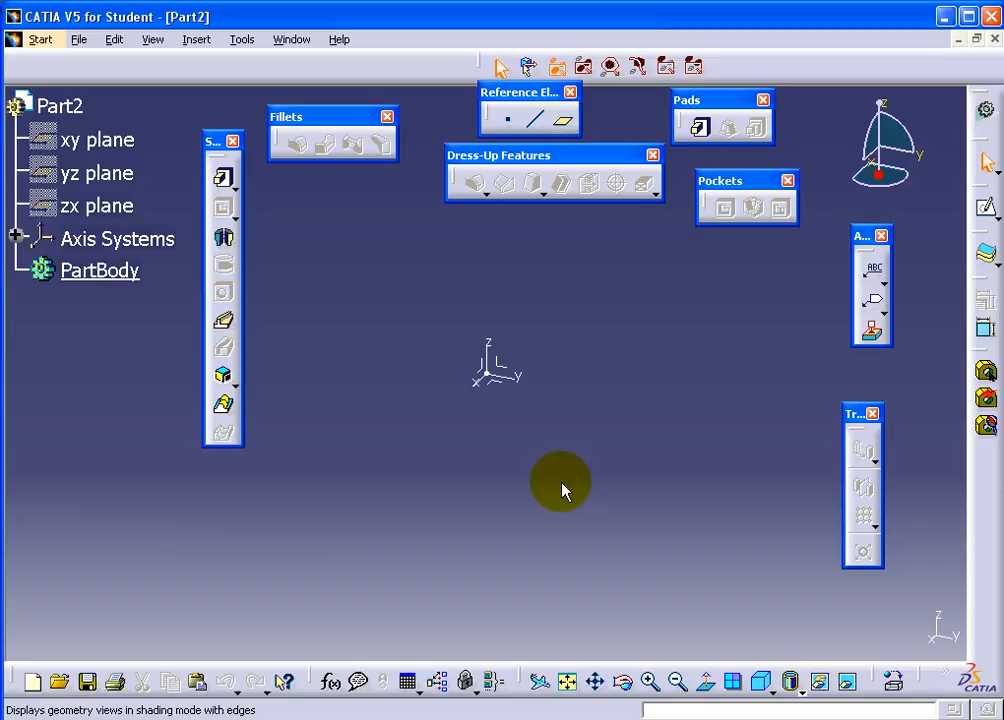 CATIA V5 for Student - [Part2]
Start File Edit View Insert Tools Window Help
Reference El...
Pads
Fillets
Part2
xy plane
S...
Dress-Up Features
z
y
x
yz plane
Pockets
zx plane
Axis Systems
A...
PartBody
ABC
z
x y
Tr...
z
x y
f(x)
CATIA
Displays geometry views in shading mode with edges